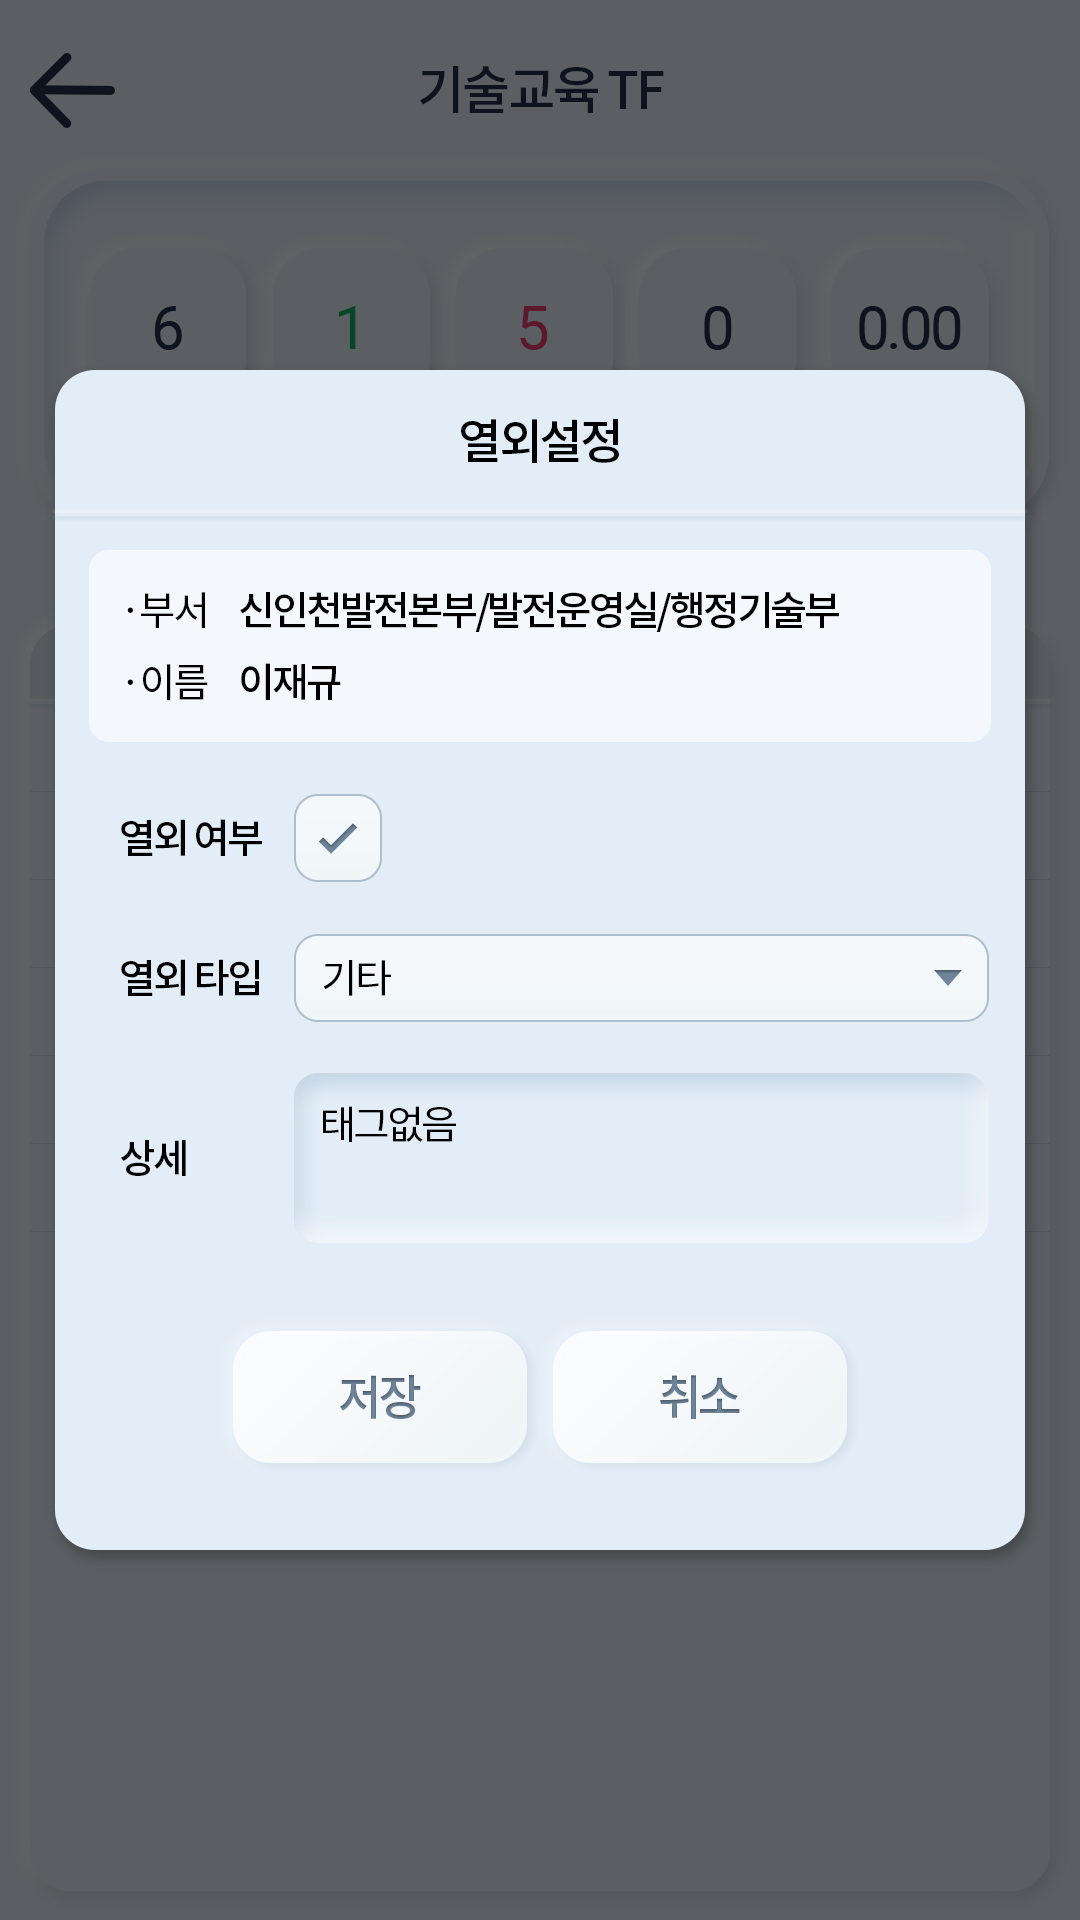 기술교육 TF
6 1 5 0 0.00
열외설정
· 부서 신인천발전본부/발전운영실/행정기술부
· 이름 이재규
열외 여부
열외 타입 기타
태그없음
상세
저장 취소